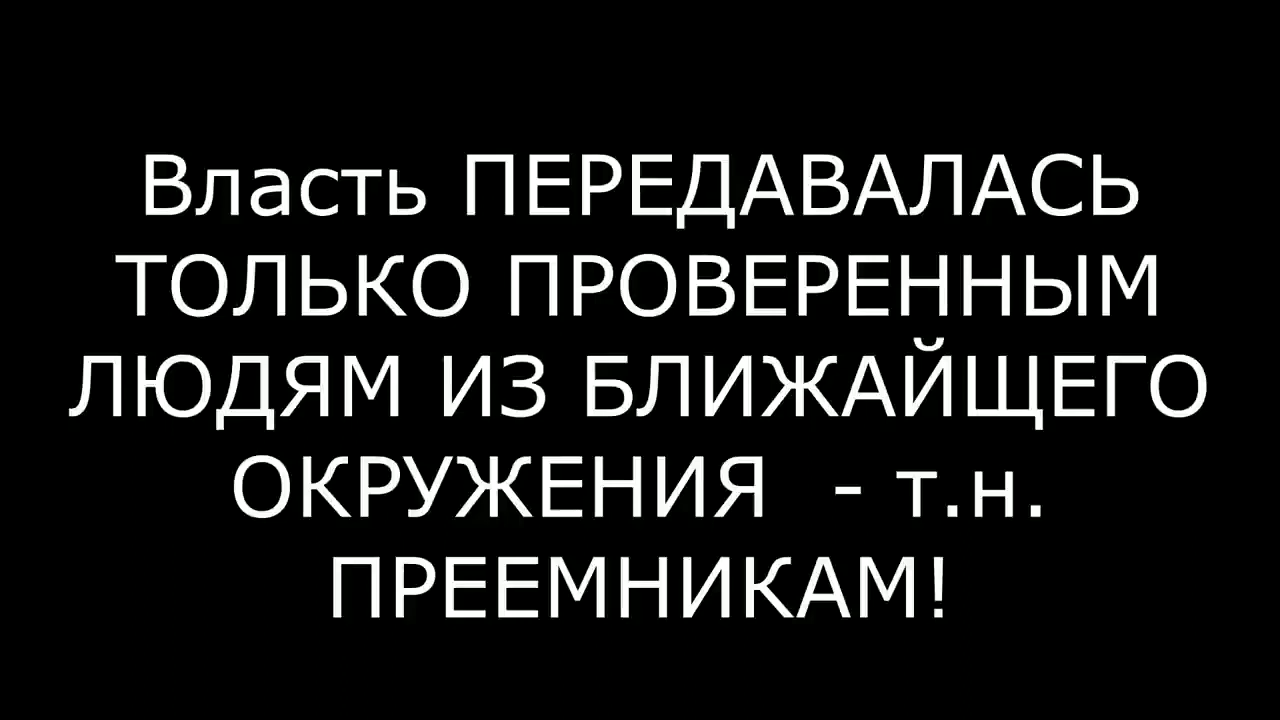 Власть ПЕРЕДАВАЛАСЬ
ТОЛЬКО ПРОВЕРЕННЫМ
ЛЮДЯМ ИЗ БЛИЖАЙЩЕГО
ОКРУЖЕНИЯ - т.н.
ПРЕЕМНИКАМ!